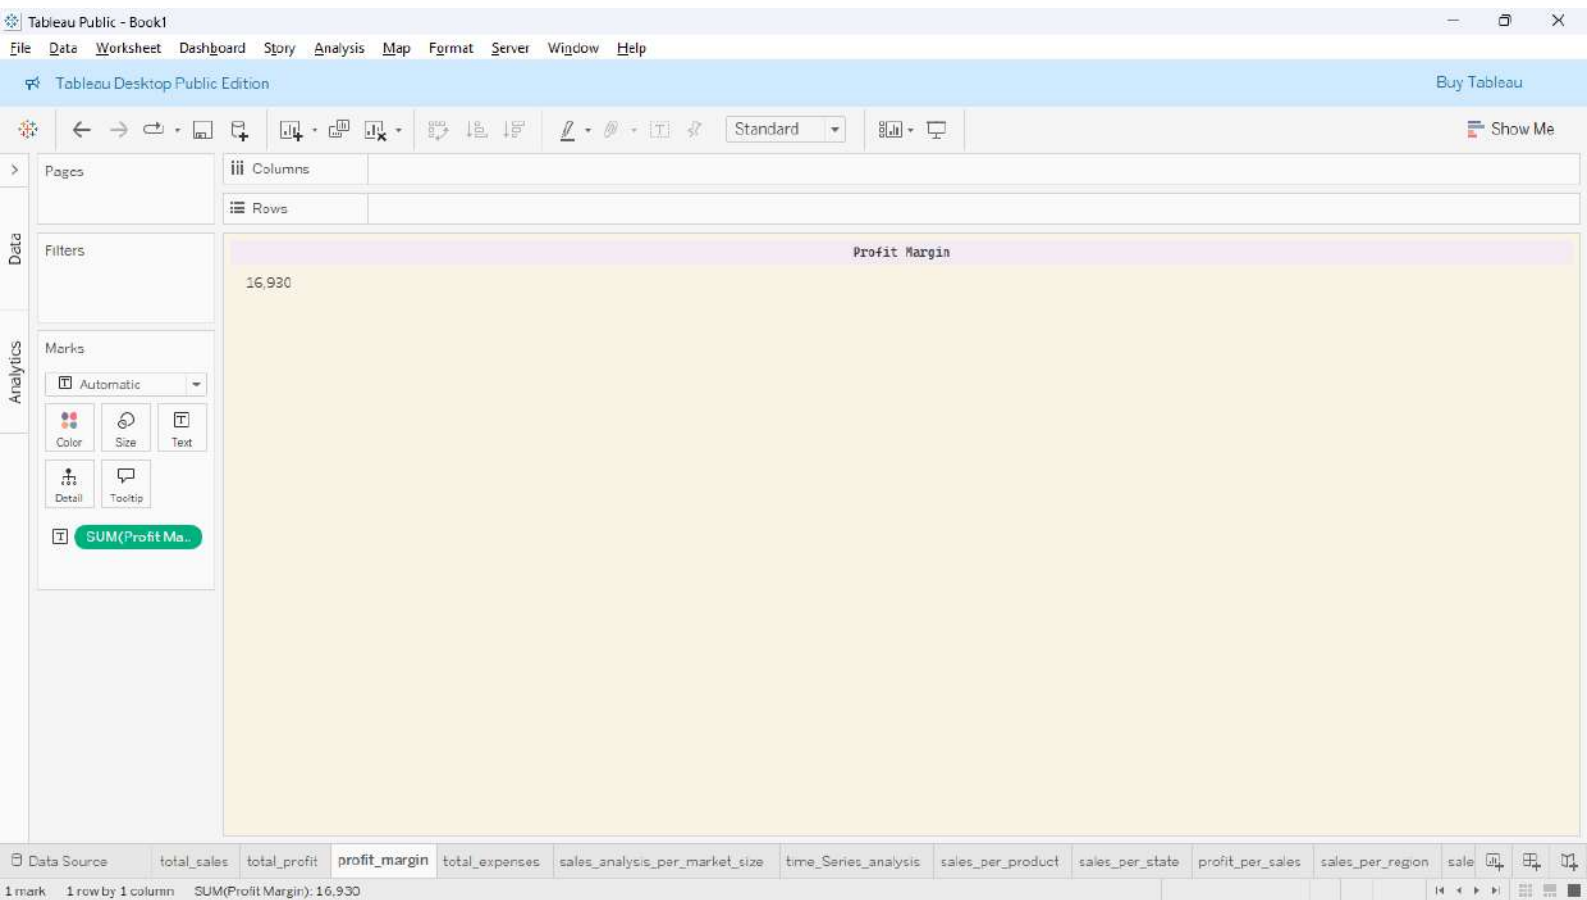 Tableau Public - Book1
File Data Worksheet Dashboard Story Analysis Map Format Server Window Help
Tableau Desktop Public Edition
Buy Tableau
Standard
Show Me
Pages
Columns
Rows
Data
Analytics
Filters
Profit Margin
16,930
Marks
Automatic
Color Size Text
Detail Tooltip
SUM(Profit Ma..
Data Source total_sales total_profit profit_margin total_expenses sales_analysis_per_market_size time_Series_analysis sales_per_product sales_per_state profit_per_sales sales_per_region sale
1 mark 1 row by 1 column SUM(Profit Margin): 16,930